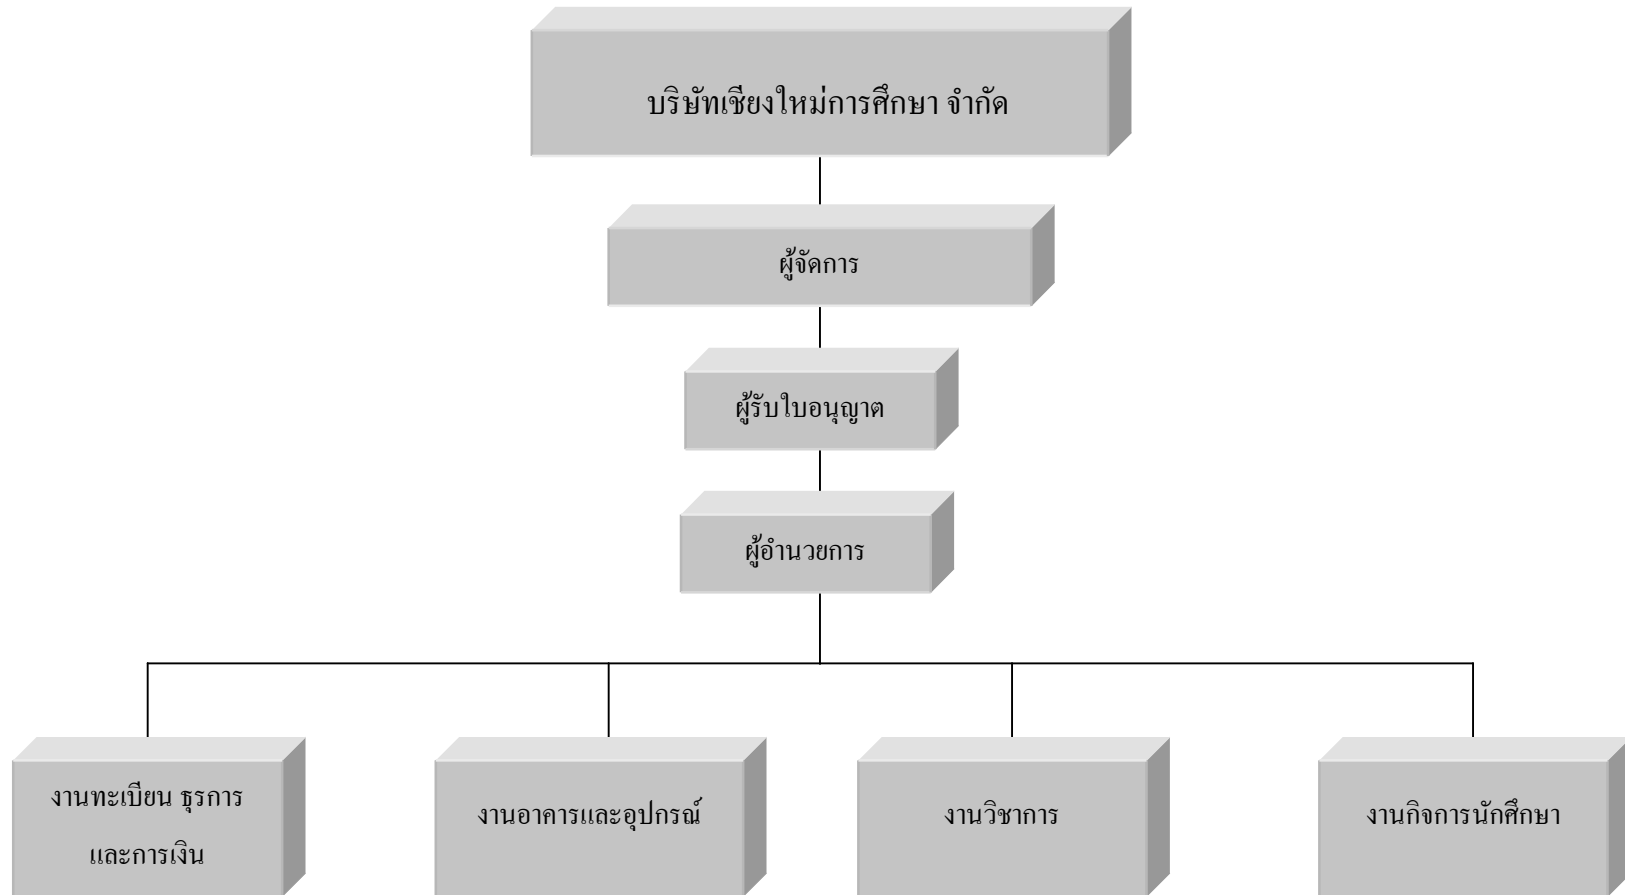 บริษัทเชียงใหม่การศึกษา จำกัด
ผู้จัดการ
ผู้รับใบอนุญาต
ผู้อำนวยการ
งานทะเบียน ธุรการ
และการเงิน
งานอาคารและอุปกรณ์
งานวิชาการ
งานกิจการนักศึกษา